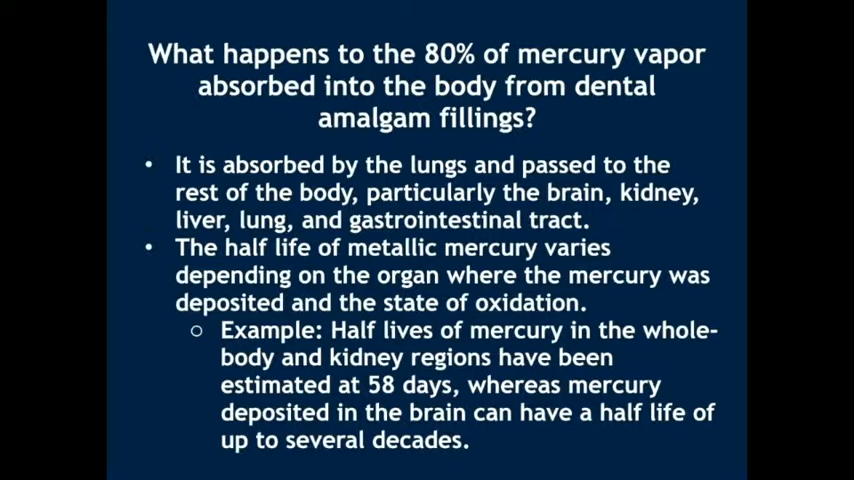 What happens to the 80% of mercury vapor
absorbed into the body from dental
amalgam fillings?
• It is absorbed by the lungs and passed to the
rest of the body, particularly the brain, kidney,
liver, lung, and gastrointestinal tract.
• The half life of metallic mercury varies
depending on the organ where the mercury was
deposited and the state of oxidation.
○ Example: Half lives of mercury in the whole-
body and kidney regions have been
estimated at 58 days, whereas mercury
deposited in the brain can have a half life of
up to several decades.